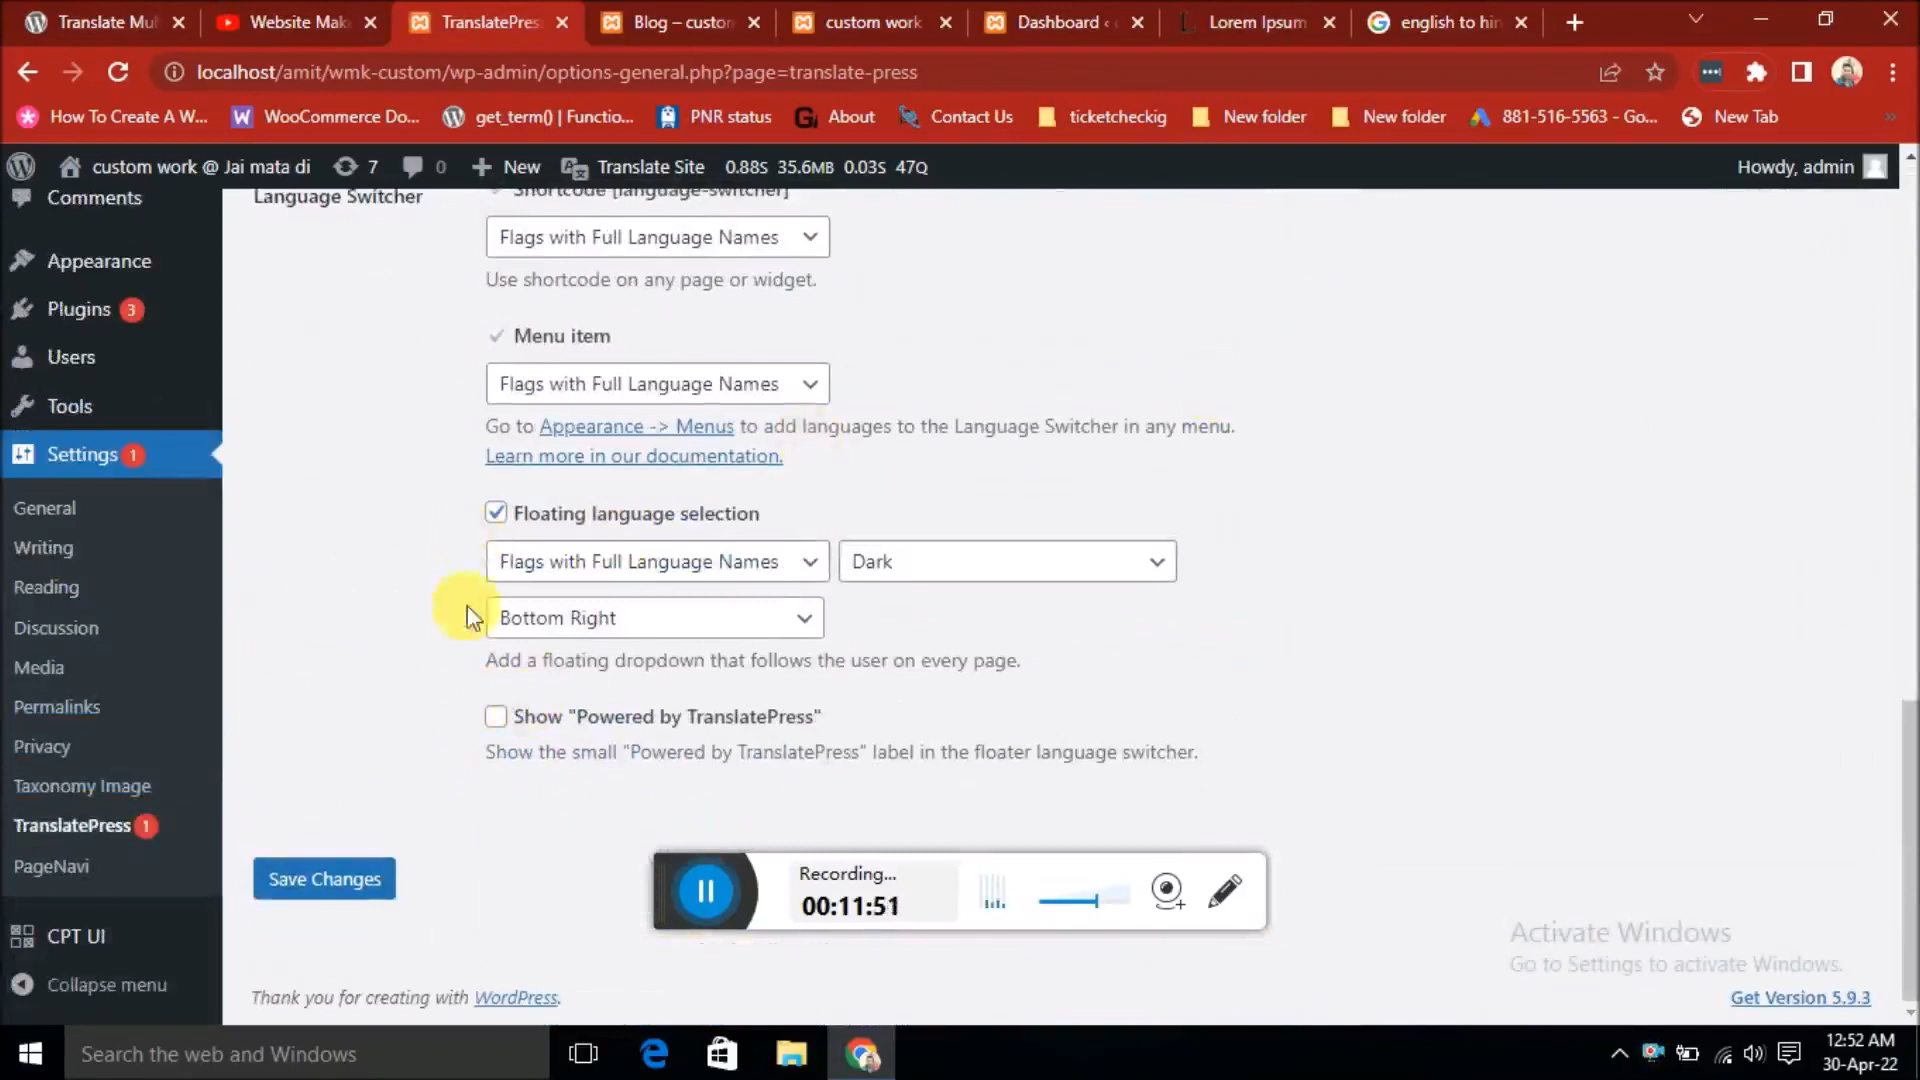 Translate Mul
Website Mak
TranslatePres
Blog – custon
custom work
Dashboard ‹
Lorem Ipsum
english to hin
localhost/amit/wmk-custom/wp-admin/options-general.php?page=translate-press
How To Create A W...
WooCommerce Do...
get_term() | Functio...
PNR status
About
Contact Us
ticketcheckig
New folder
New folder
881-516-5563 - Go...
New Tab
custom work @ Jai mata di
7
0
New
Translate Site
0.88S 35.6MB 0.03S 47Q
Howdy, admin
Comments
Appearance
Plugins 3
Users
Tools
Settings 1
General
Writing
Reading
Discussion
Media
Permalinks
Privacy
Taxonomy Image
TranslatePress 1
PageNavi
CPT UI
Collapse menu
Language Switcher
Shortcode [language-switcher]
Flags with Full Language Names
Use shortcode on any page or widget.
Menu item
Flags with Full Language Names
Go to Appearance -> Menus to add languages to the Language Switcher in any menu.
Learn more in our documentation.
Floating language selection
Flags with Full Language Names
Dark
Bottom Right
Add a floating dropdown that follows the user on every page.
Show "Powered by TranslatePress"
Show the small "Powered by TranslatePress" label in the floater language switcher.
Save Changes
Recording...
00:11:51
Activate Windows
Go to Settings to activate Windows.
Thank you for creating with WordPress.
Get Version 5.9.3
Search the web and Windows
12:52 AM
30-Apr-22